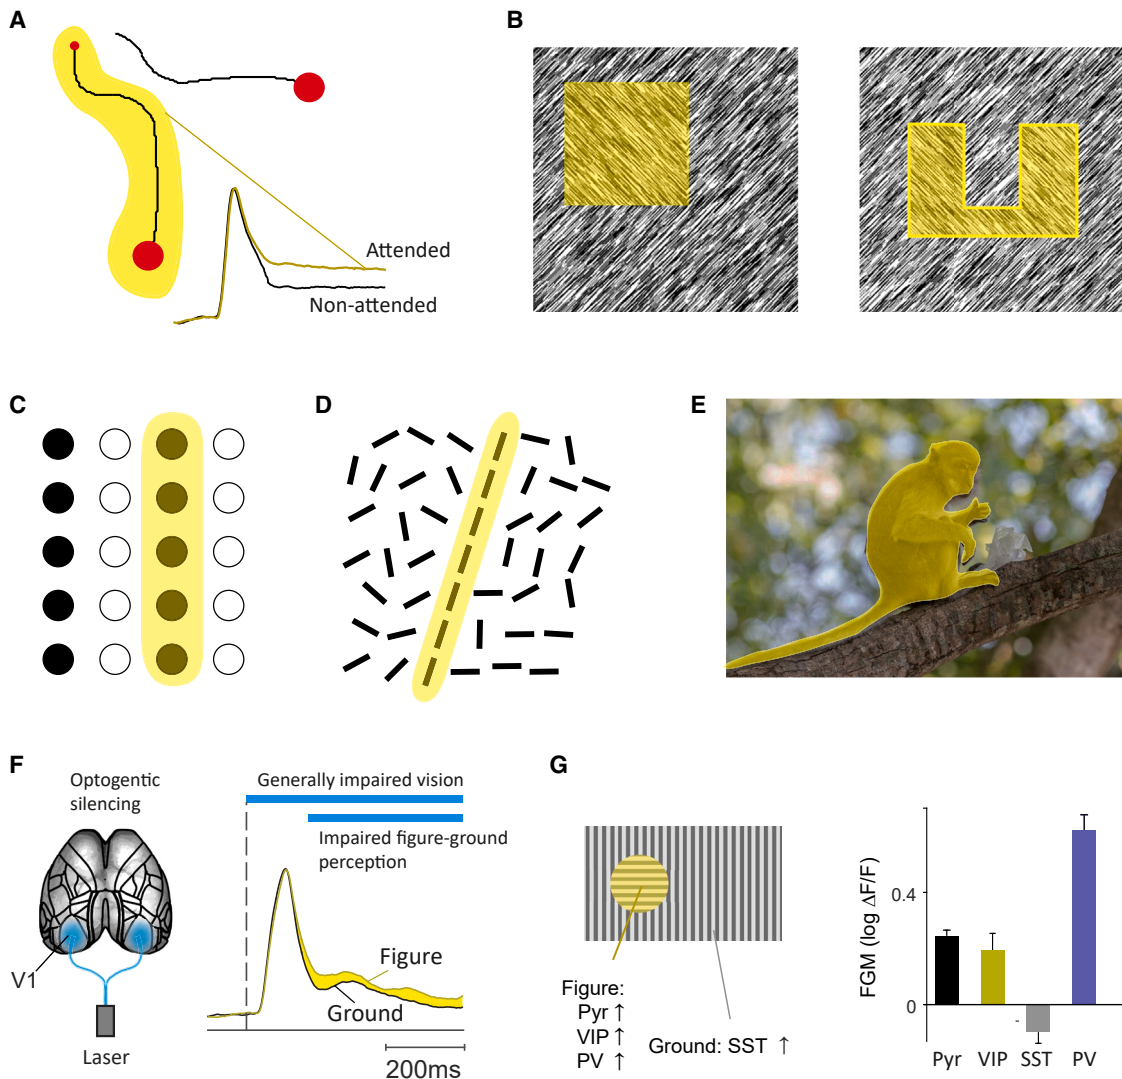 A
Attended
Non-attended
B
C
D
E
F
Optogentic
silencing
V1
Laser
Generally impaired vision
Impaired figure-ground
perception
Figure
Ground
200ms
G
Figure:
Pyr ↑
VIP ↑
PV ↑
Ground: SST ↑
FGM (log ΔF/F)
0.4
0
-
Pyr VIP SST PV